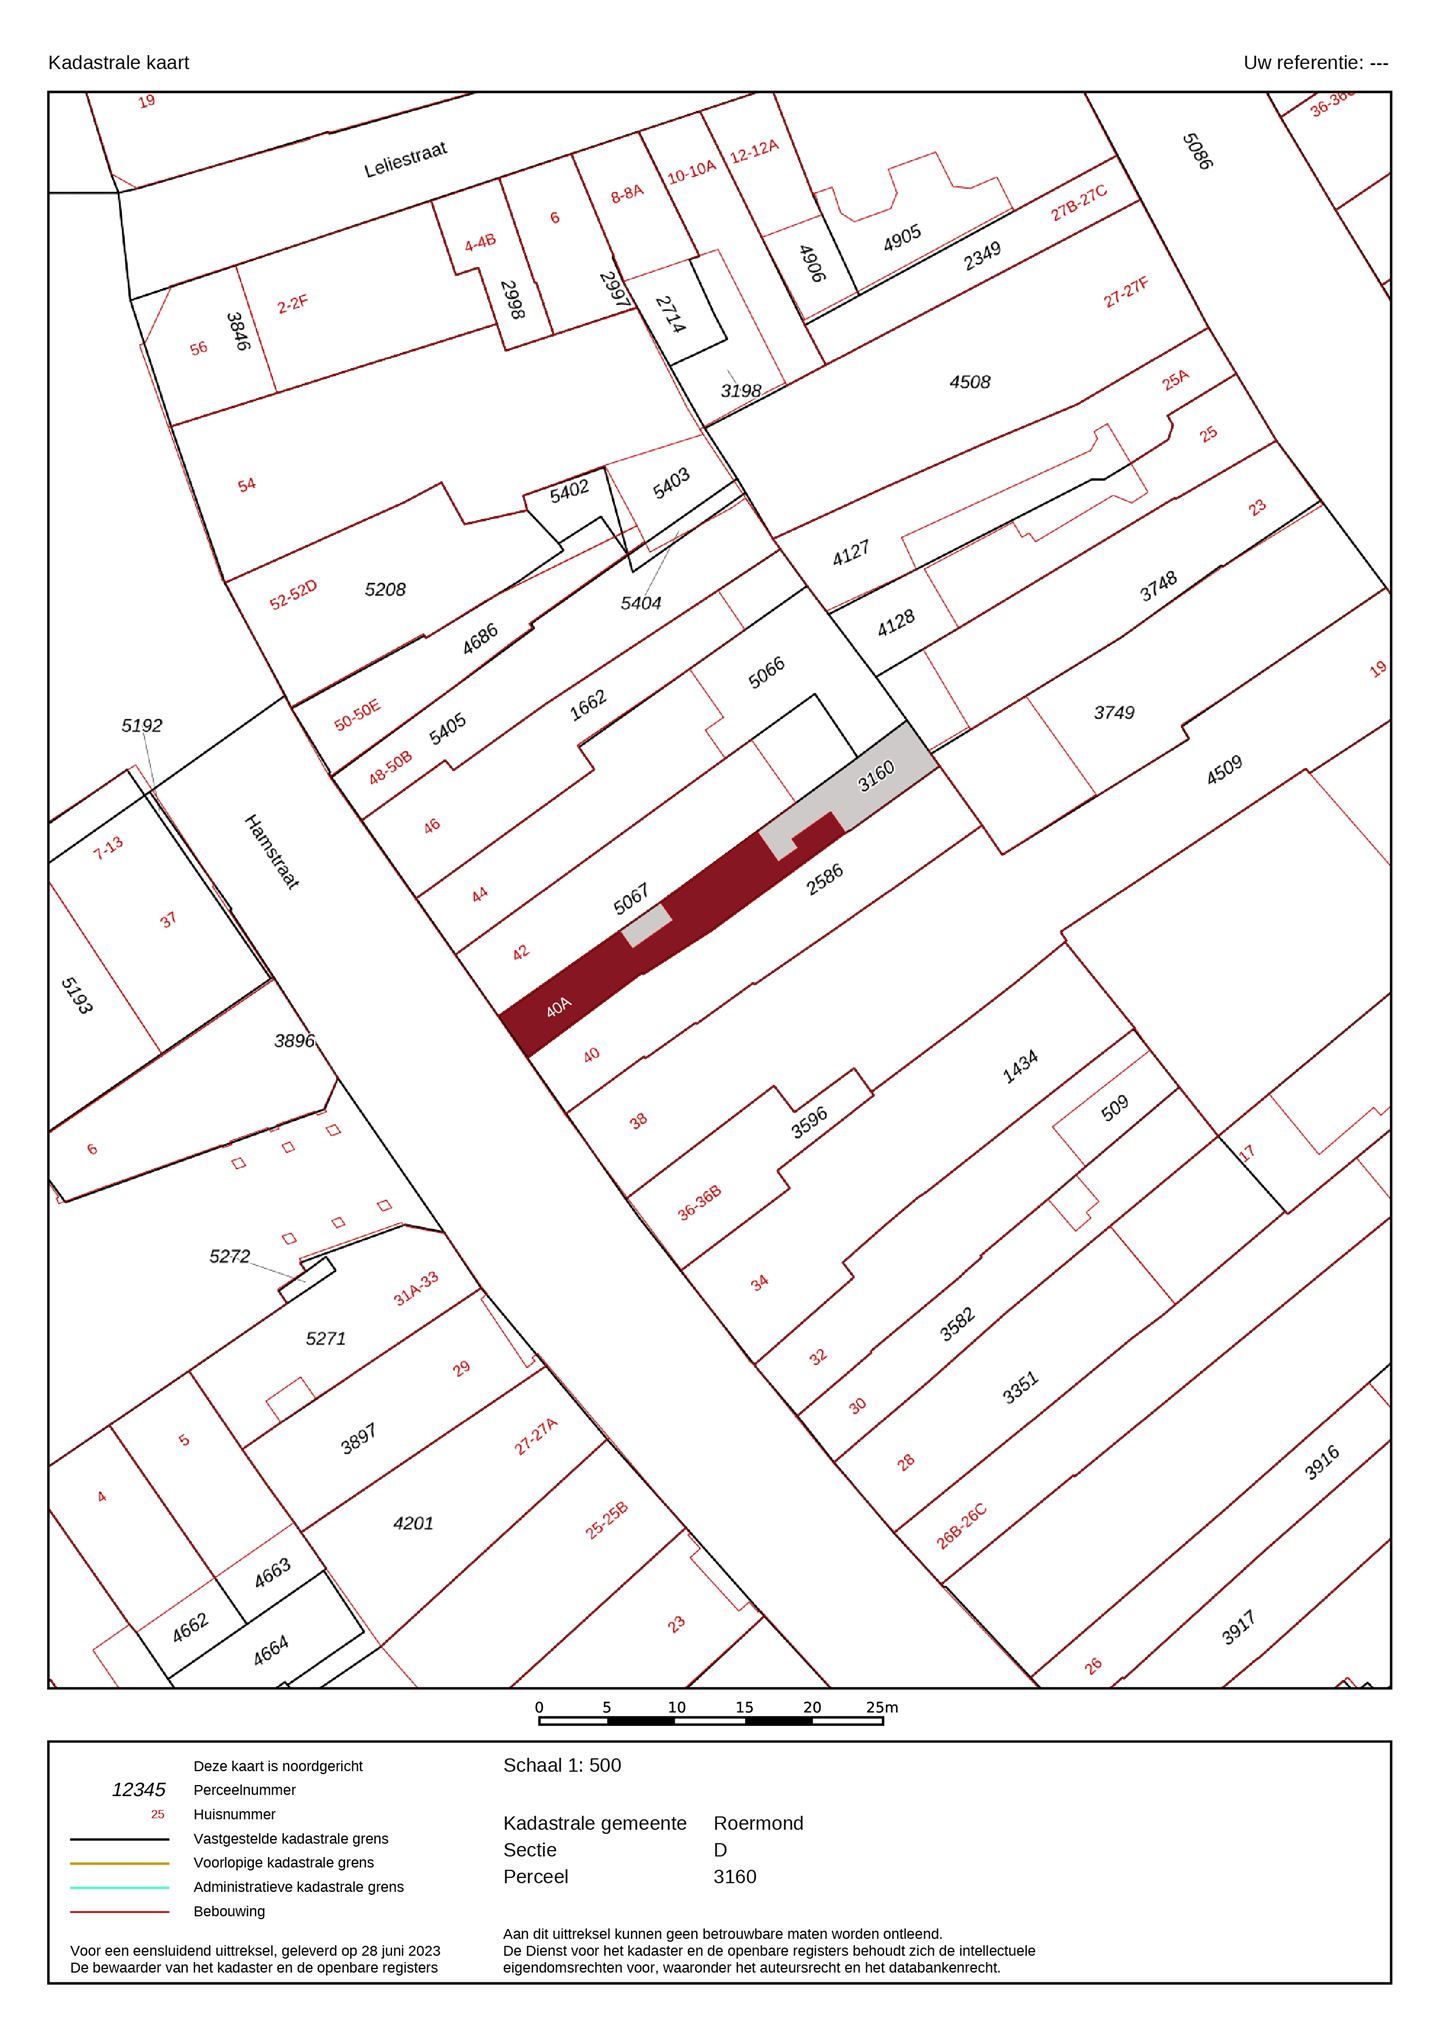 Kadastrale kaart
Uw referentie: ---
19
Leliestraat
36-36C
5086
12-12A
10-10A
8-8A
6
4-4B
27B-27C
4905
2349
4906
2997
2998
2714
2-2F
3846
56
27-27F
3198
4508
25A
25
54
5402
5403
23
4127
52-52D
5208
5404
3748
4128
4686
5066
19
50-50E
1662
3749
5192
5405
48-50B
4509
3160
46
7-13
Hamstraat
2586
44
5067
37
42
5193
40A
3896
40
1434
38
509
3596
6
17
36-36B
5272
34
31A-33
5271
3582
32
29
3351
30
27-27A
5
3897
28
3916
4
4201
25-25B
26B-26C
4663
4662
23
4664
3917
26
0 5 10 15 20 25m
Deze kaart is noordgericht
12345 Perceelnummer
25 Huisnummer
Vastgestelde kadastrale grens
Voorlopige kadastrale grens
Administratieve kadastrale grens
Bebouwing
Voor een eensluidend uittreksel, geleverd op 28 juni 2023
De bewaarder van het kadaster en de openbare registers
Schaal 1: 500
Kadastrale gemeente Roermond
Sectie D
Perceel 3160
Aan dit uittreksel kunnen geen betrouwbare maten worden ontleend.
De Dienst voor het kadaster en de openbare registers behoudt zich de intellectuele
eigendomsrechten voor, waaronder het auteursrecht en het databankenrecht.